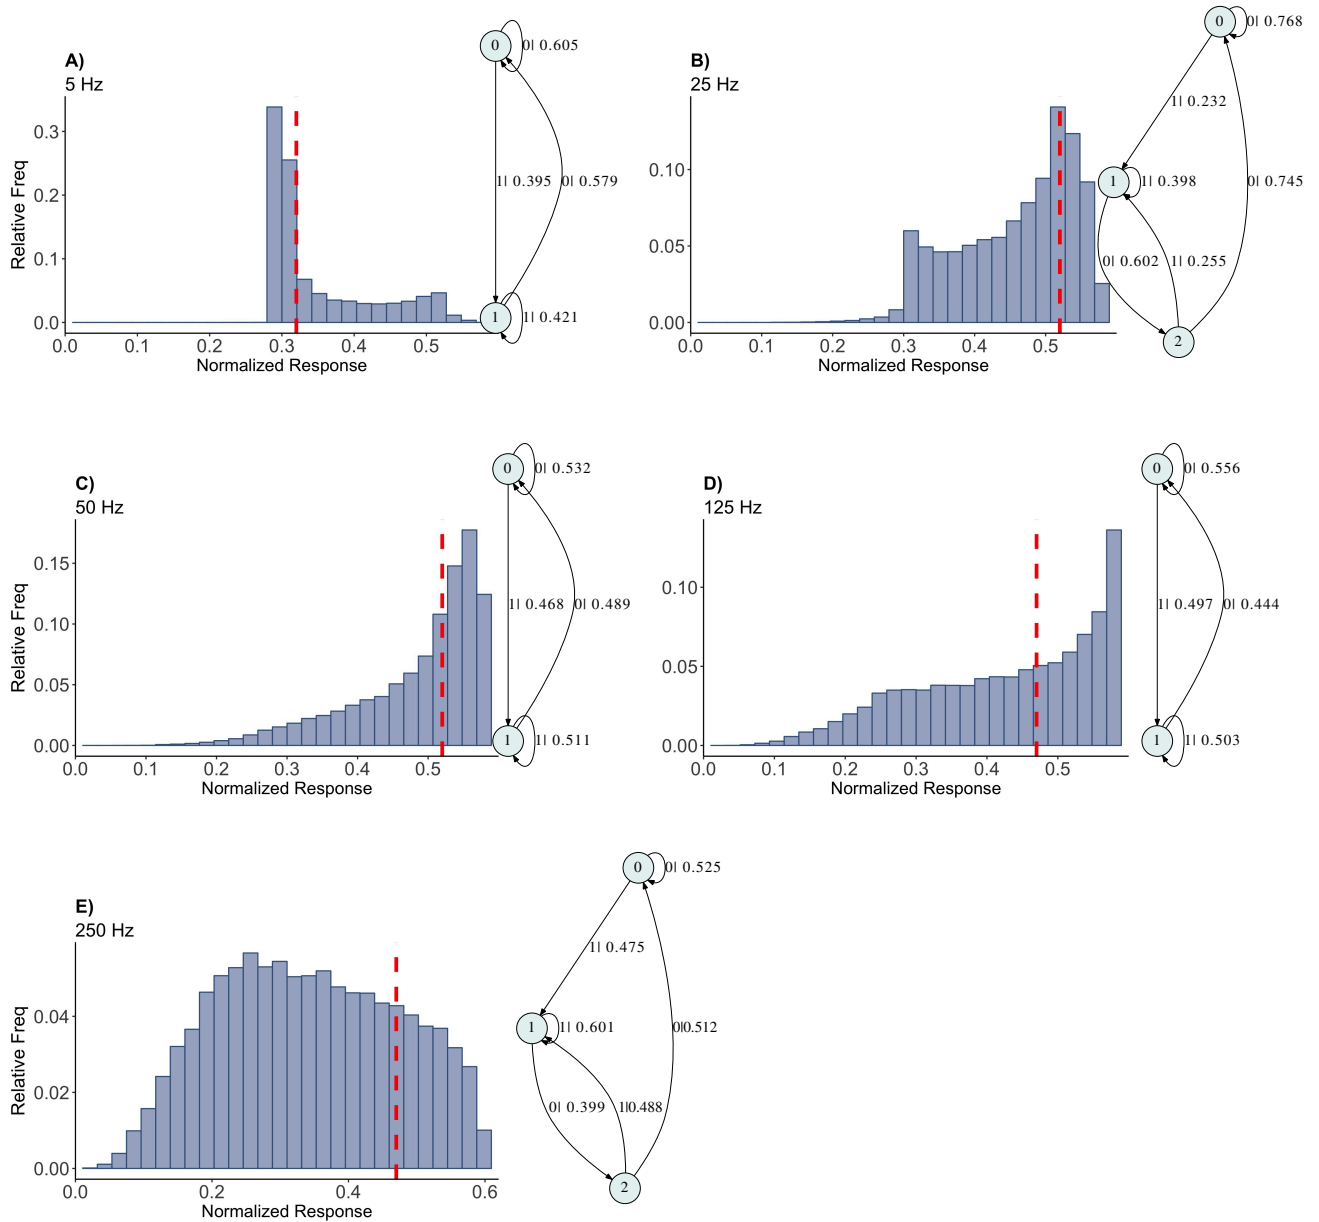 A)
5 Hz
Relative Freq
0.3
0.2
0.1
0.0
0.0 0.1 0.2 0.3 0.4 0.5
Normalized Response
0
0| 0.605
1| 0.395
0| 0.579
1
1| 0.421
B)
25 Hz
0.10
0.05
0.00
0.0 0.1 0.2 0.3 0.4 0.5
Normalized Response
0
0| 0.768
1| 0.232
1
1| 0.398
0| 0.745
0| 0.602
1| 0.255
2
C)
50 Hz
Relative Freq
0.15
0.10
0.05
0.00
0.0 0.1 0.2 0.3 0.4 0.5
Normalized Response
0
0| 0.532
1| 0.468
0| 0.489
1
1| 0.511
D)
125 Hz
0.10
0.05
0.00
0.0 0.1 0.2 0.3 0.4 0.5
Normalized Response
0
0| 0.556
1| 0.497
0| 0.444
1
1| 0.503
E)
250 Hz
Relative Freq
0.04
0.02
0.00
0.0 0.2 0.4 0.6
Normalized Response
0
0| 0.525
1| 0.475
1
1| 0.601
0|0.512
0| 0.399
1|0.488
2